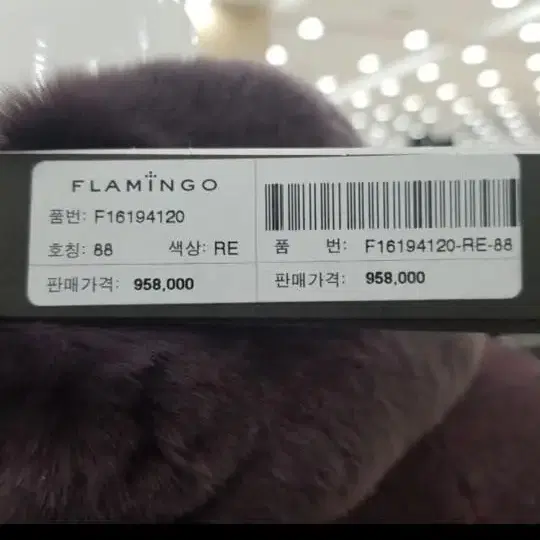 FLAMINGO
품번: F16194120
호칭: 88 색상: RE
판매가격: 958,000
품 번: F16194120-RE-88
판매가격: 958,000